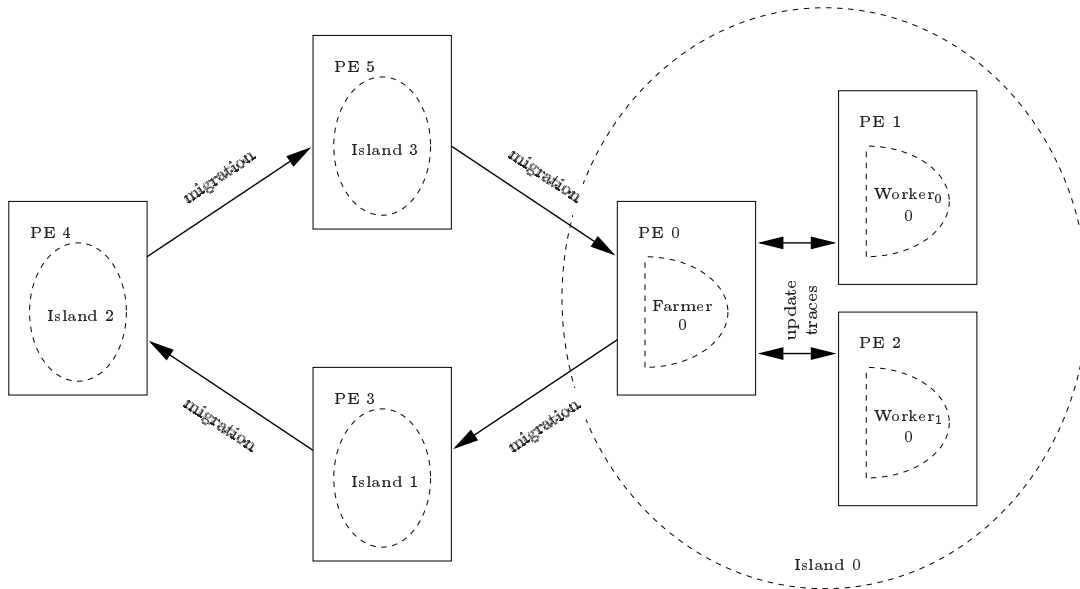 PE 5
Island 3
migration
migration
PE 4
Island 2
migration
PE 3
Island 1
migration
PE 0
Farmer
0
update
traces
PE 1
Worker0
0
PE 2
Worker1
0
Island 0